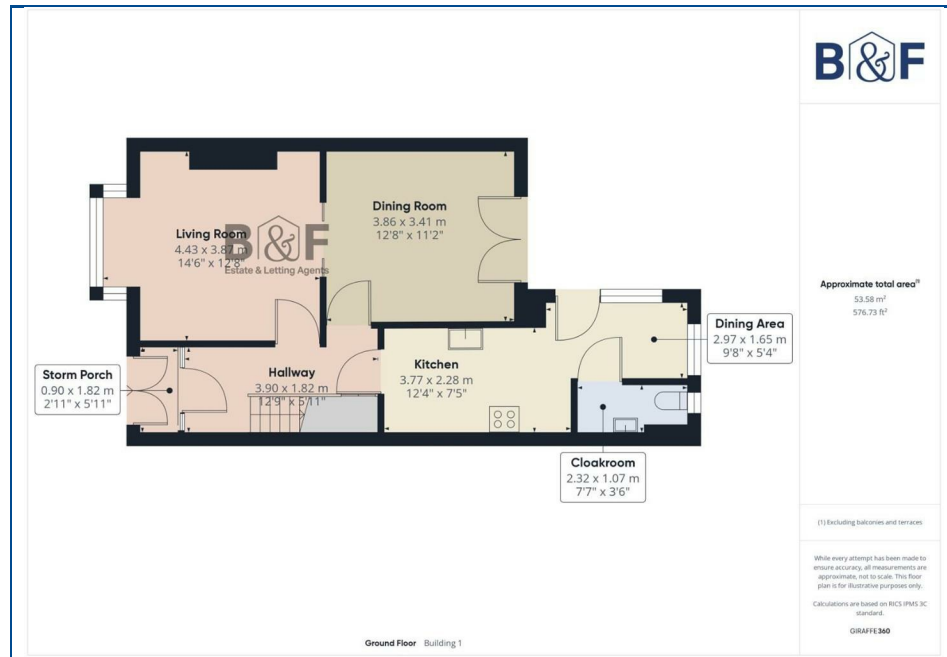 B&F
Living Room
4.43 x 3.87 m
14'6" x 12'8"
B&F
Estate & Letting Agents
Dining Room
3.86 x 3.41 m
12'8" x 11'2"
Storm Porch
0.90 x 1.82 m
2'11" x 5'11"
Hallway
3.90 x 1.82 m
12'9" x 5'11"
Kitchen
3.77 x 2.28 m
12'4" x 7'5"
Dining Area
2.97 x 1.65 m
9'8" x 5'4"
Cloakroom
2.32 x 1.07 m
7'7" x 3'6"
Approximate total area(1)
53.58 m²
576.73 ft²
(1) Excluding balconies and terraces
While every attempt has been made to
ensure accuracy, all measurements are
approximate, not to scale. This floor
plan is for illustrative purposes only.
Calculations are based on RICS IPMS 3C
standard.
GIRAFFE360
Ground Floor Building 1